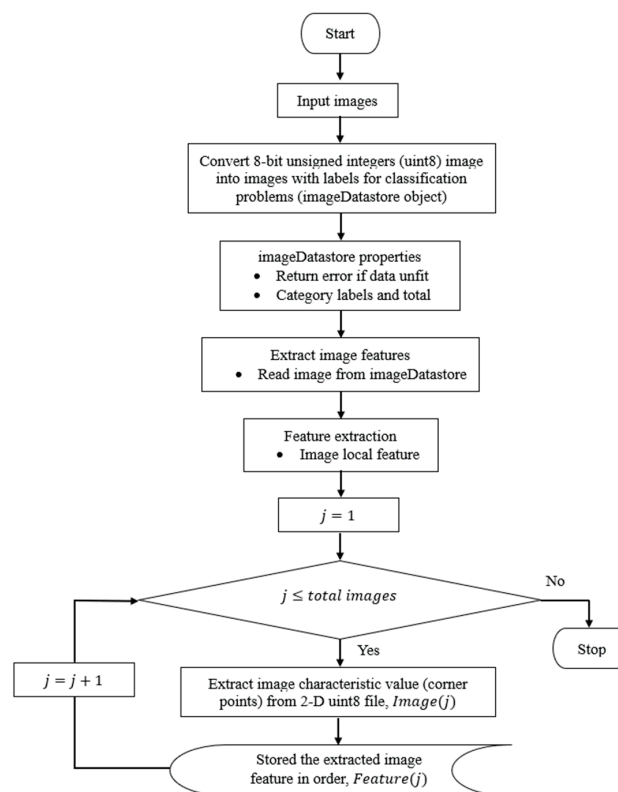 Start
Input images
Convert 8-bit unsigned integers (uint8) image
into images with labels for classification
problems (imageDatastore object)
imageDatastore properties
• Return error if data unfit
• Category labels and total
Extract image features
• Read image from imageDatastore
Feature extraction
• Image local feature
j = 1
j ≤ total images
No
Yes
Stop
j = j + 1
Extract image characteristic value (corner
points) from 2-D uint8 file, Image(j)
Stored the extracted image
feature in order, Feature(j)